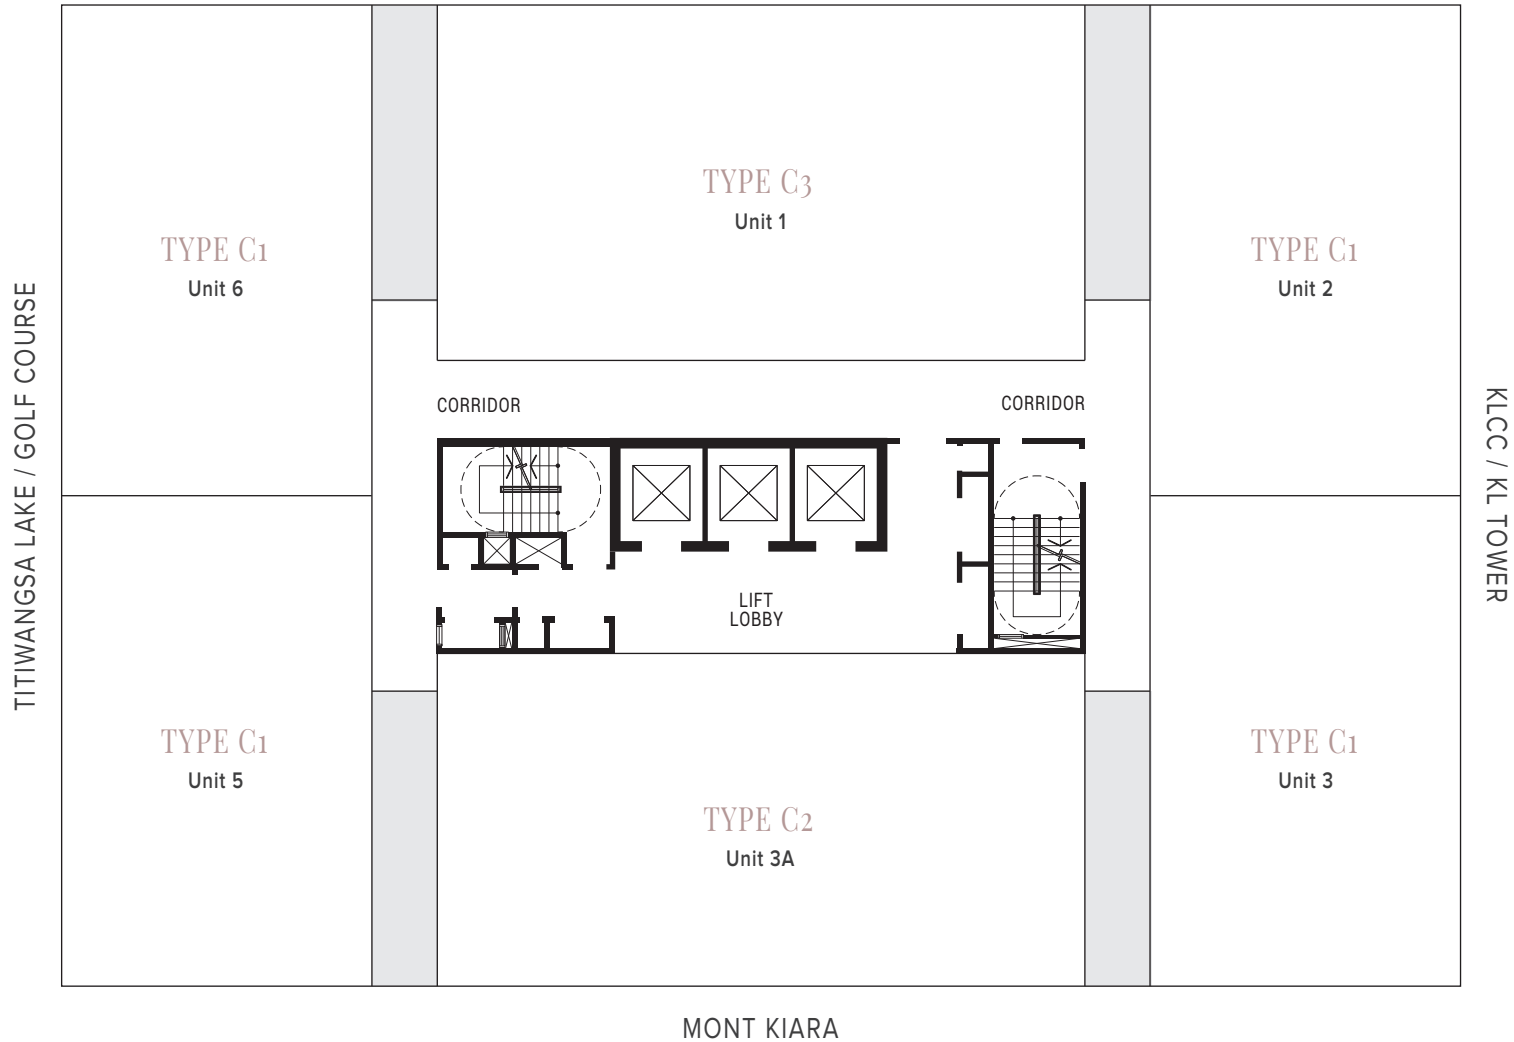 TYPE C3
Unit 1
TYPE C1
Unit 6
TYPE C1
Unit 2
TITIWANGSA LAKE / GOLF COURSE
KLCC / KL TOWER
CORRIDOR
CORRIDOR
LIFT
LOBBY
TYPE C1
Unit 5
TYPE C1
Unit 3
TYPE C2
Unit 3A
MONT KIARA